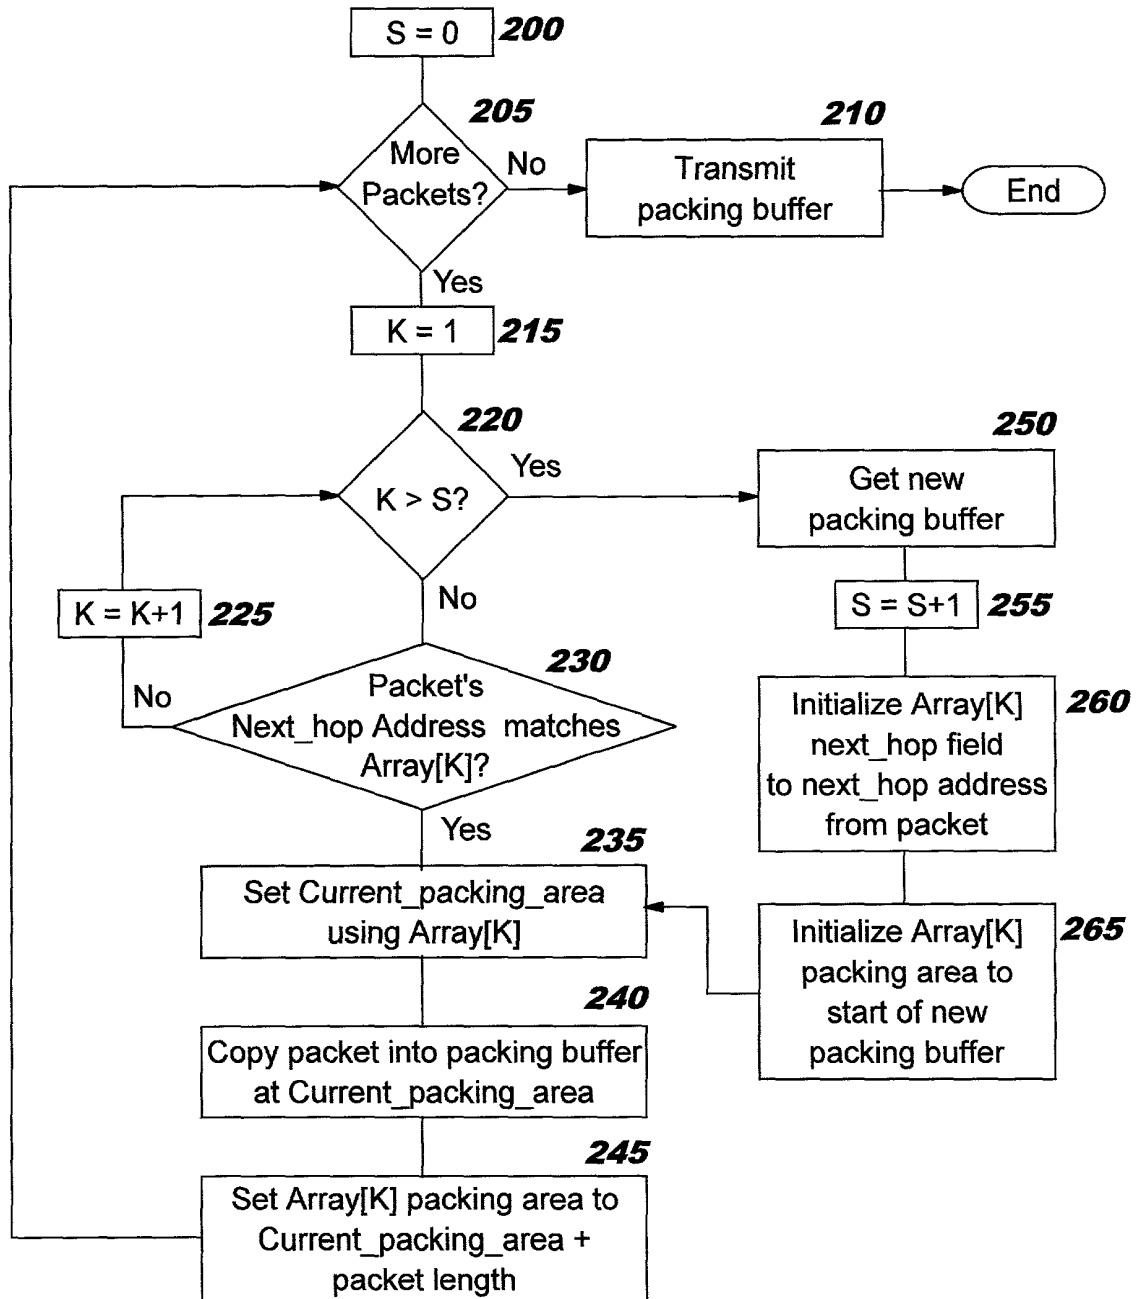 S = 0
200
205
More
Packets?
No
210
Transmit
packing buffer
End
Yes
K = 1
215
220
K > S?
Yes
250
Get new
packing buffer
No
K = K+1
225
S = S+1
255
230
Packet's
Next_hop Address matches
Array[K]?
No
Yes
Initialize Array[K]
next_hop field
to next_hop address
from packet
260
235
Set Current_packing_area
using Array[K]
Initialize Array[K]
packing area to
start of new
packing buffer
265
240
Copy packet into packing buffer
at Current_packing_area
245
Set Array[K] packing area to
Current_packing_area +
packet length